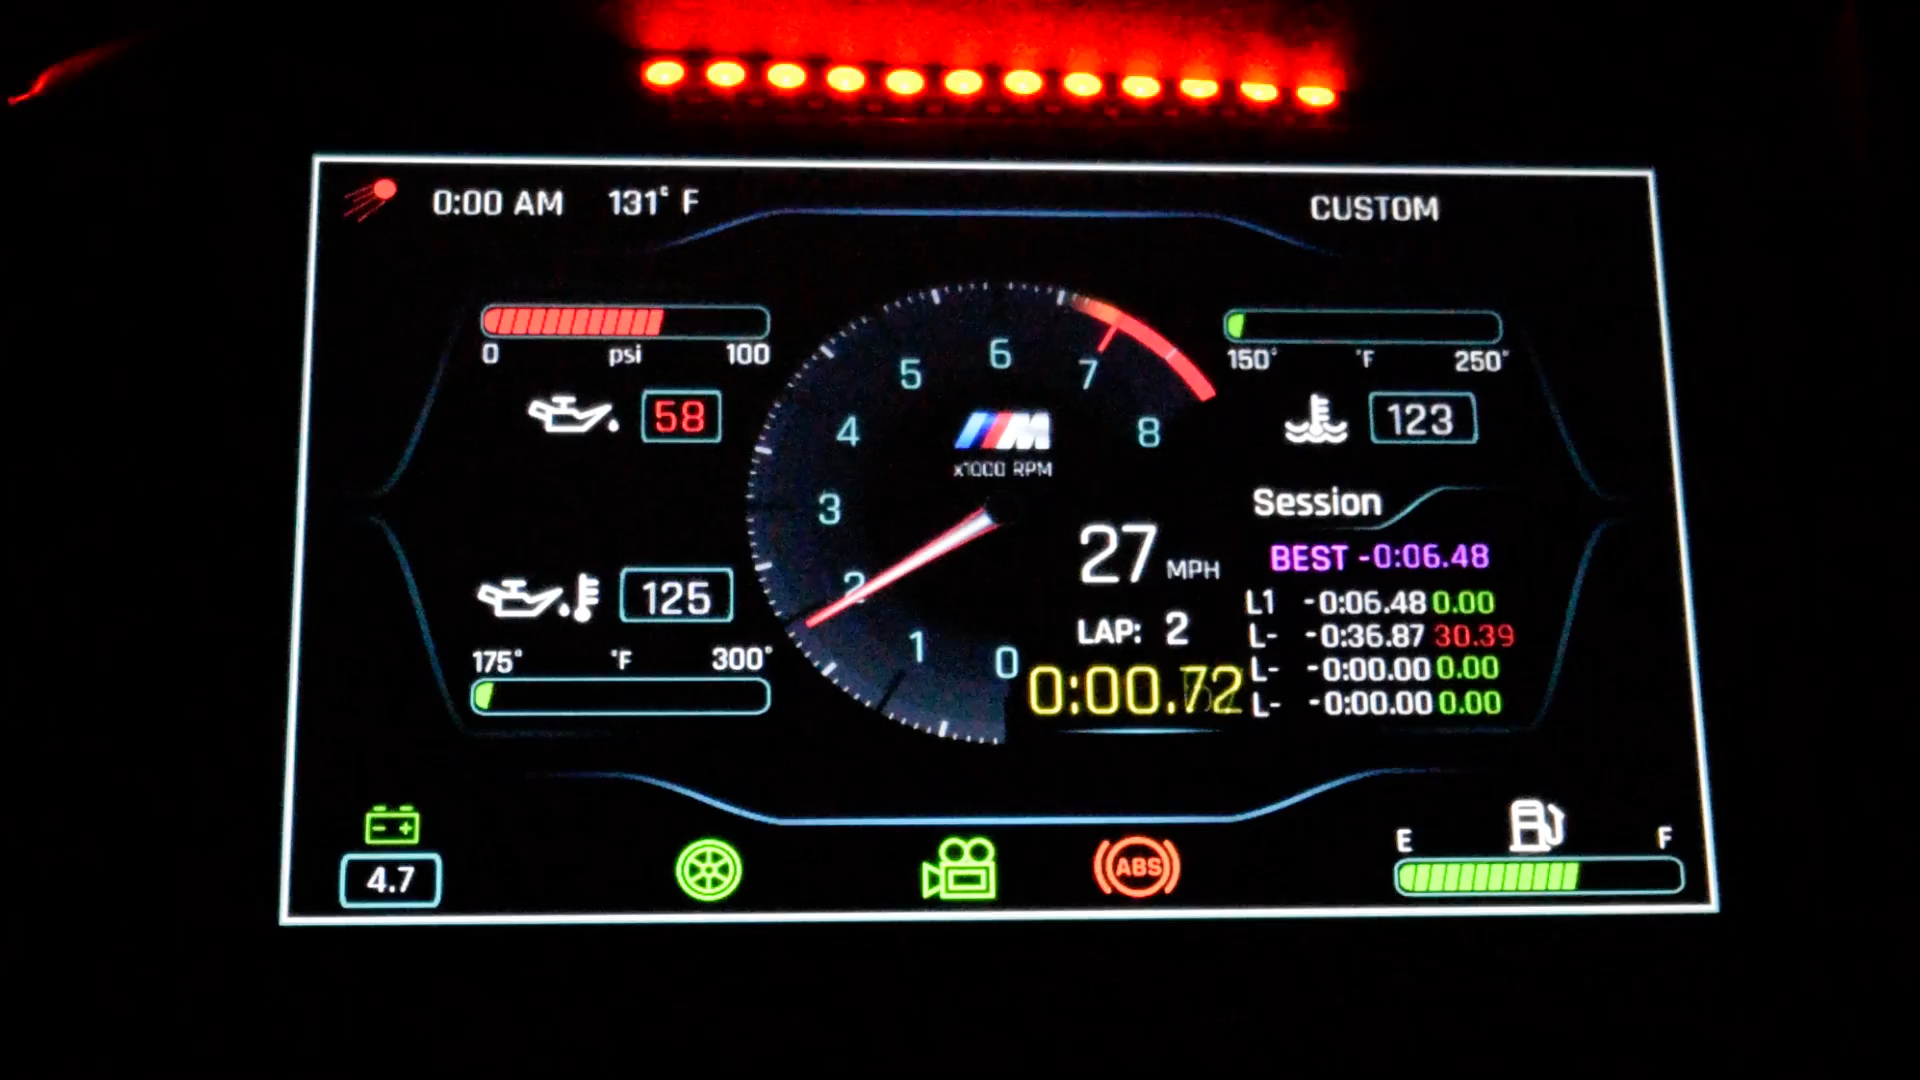 0:00 AM 131° F CUSTOM
0 psi 100
58
150° °F 250°
123
0 1 2 3 4 5 6 7 8
M
x1000 RPM
27 MPH
LAP: 2
Session
BEST -0:06.48
L1 -0:06.48 0.00
L- -0:36.87 30.39
L- -0:00.00 0.00
L- -0:00.00 0.00
125
175° °F 300°
4.7
ABS
E F